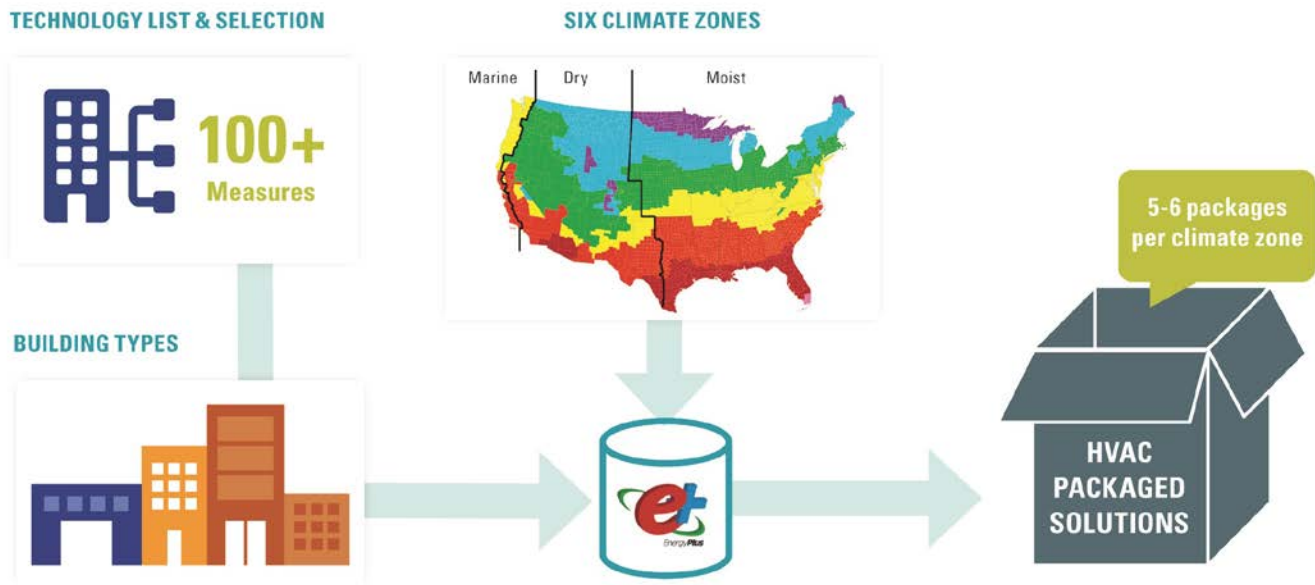 TECHNOLOGY LIST & SELECTION
100+
Measures
SIX CLIMATE ZONES
Marine
Dry
Moist
BUILDING TYPES
e+
EnergyPlus
5-6 packages
per climate zone
HVAC
PACKAGED
SOLUTIONS